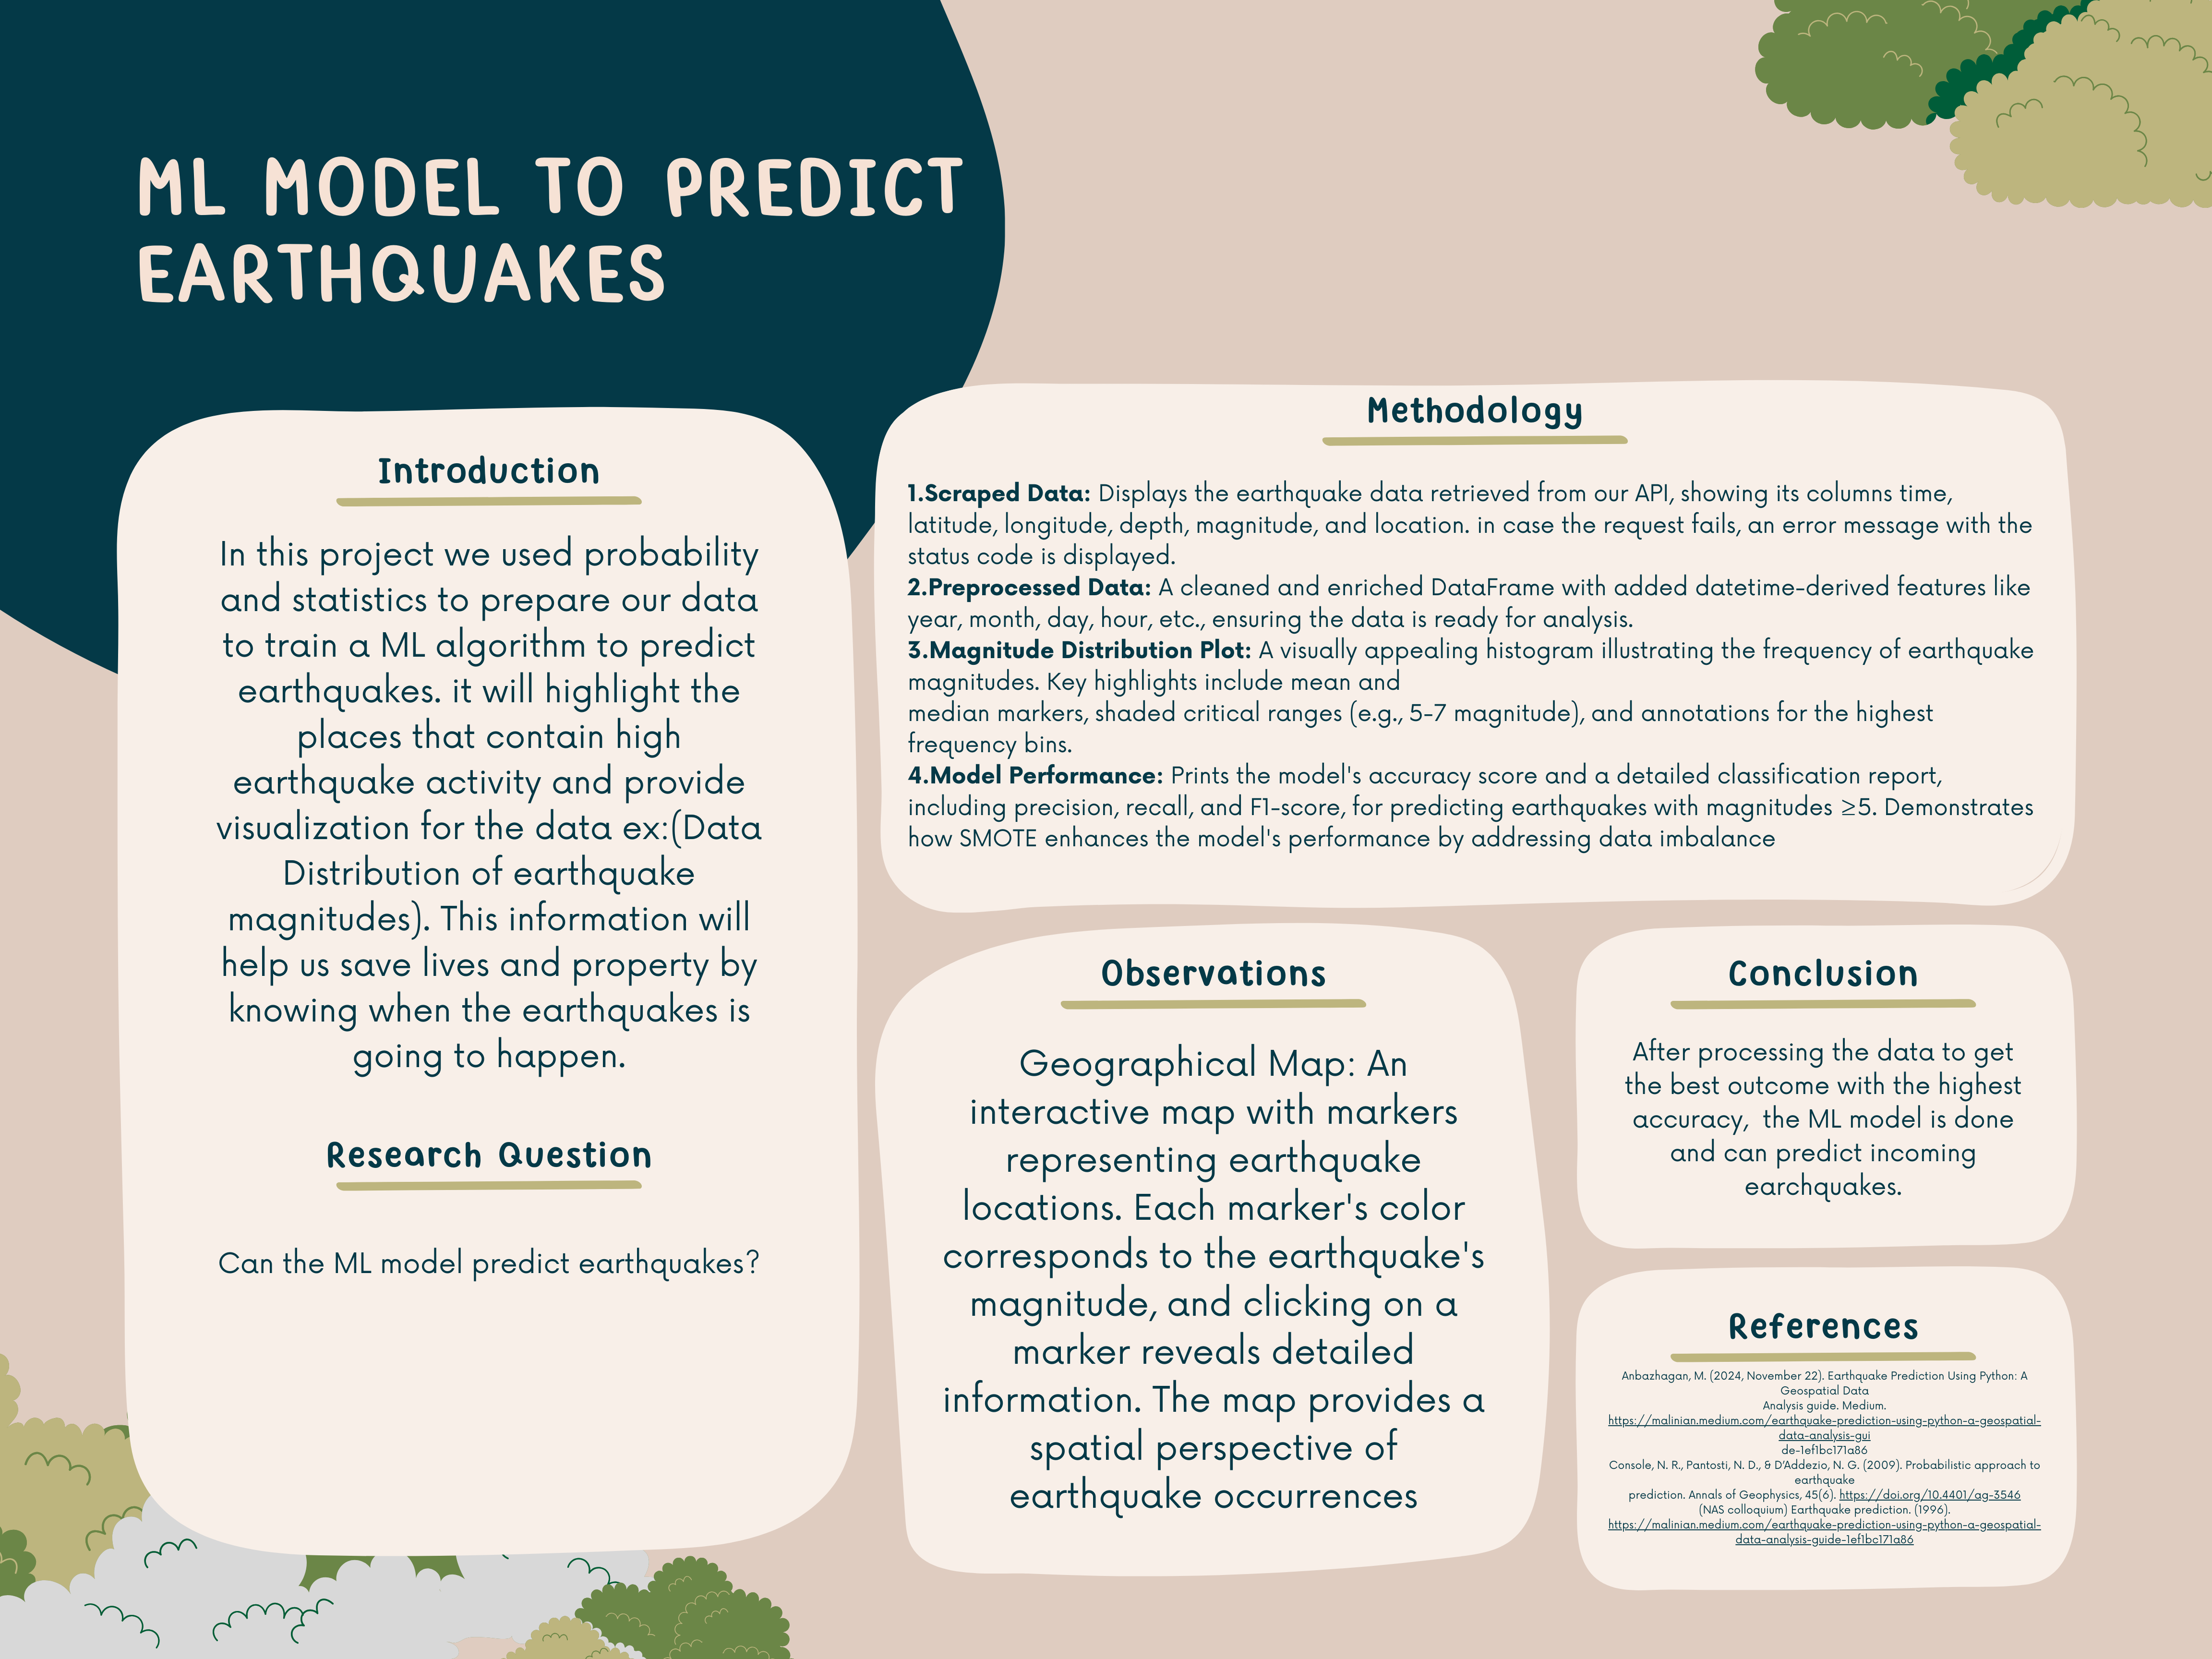 ML MODEL TO PREDICT
EARTHQUAKES
Introduction
In this project we used probability
and statistics to prepare our data
to train a ML algorithm to predict
earthquakes. it will highlight the
places that contain high
earthquake activity and provide
visualization for the data ex:(Data
Distribution of earthquake
magnitudes). This information will
help us save lives and property by
knowing when the earthquakes is
going to happen.
Research Question
Can the ML model predict earthquakes?
Methodology
1.Scraped Data: Displays the earthquake data retrieved from our API, showing its columns time,
latitude, longitude, depth, magnitude, and location. in case the request fails, an error message with the
status code is displayed.
2.Preprocessed Data: A cleaned and enriched DataFrame with added datetime-derived features like
year, month, day, hour, etc., ensuring the data is ready for analysis.
3.Magnitude Distribution Plot: A visually appealing histogram illustrating the frequency of earthquake
magnitudes. Key highlights include mean and
median markers, shaded critical ranges (e.g., 5-7 magnitude), and annotations for the highest
frequency bins.
4.Model Performance: Prints the model's accuracy score and a detailed classification report,
including precision, recall, and F1-score, for predicting earthquakes with magnitudes ≥5. Demonstrates
how SMOTE enhances the model's performance by addressing data imbalance
Observations
Geographical Map: An
interactive map with markers
representing earthquake
locations. Each marker's color
corresponds to the earthquake's
magnitude, and clicking on a
marker reveals detailed
information. The map provides a
spatial perspective of
earthquake occurrences
Conclusion
After processing the data to get
the best outcome with the highest
accuracy,  the ML model is done
and can predict incoming
earchquakes.
References
Anbazhagan, M. (2024, November 22). Earthquake Prediction Using Python: A
Geospatial Data
Analysis guide. Medium.
https://malinian.medium.com/earthquake-prediction-using-python-a-geospatial-
data-analysis-gui
de-1ef1bc171a86
Console, N. R., Pantosti, N. D., & D'Addezio, N. G. (2009). Probabilistic approach to
earthquake
prediction. Annals of Geophysics, 45(6). https://doi.org/10.4401/ag-3546
(NAS colloquium) Earthquake prediction. (1996).
https://malinian.medium.com/earthquake-prediction-using-python-a-geospatial-
data-analysis-guide-1ef1bc171a86